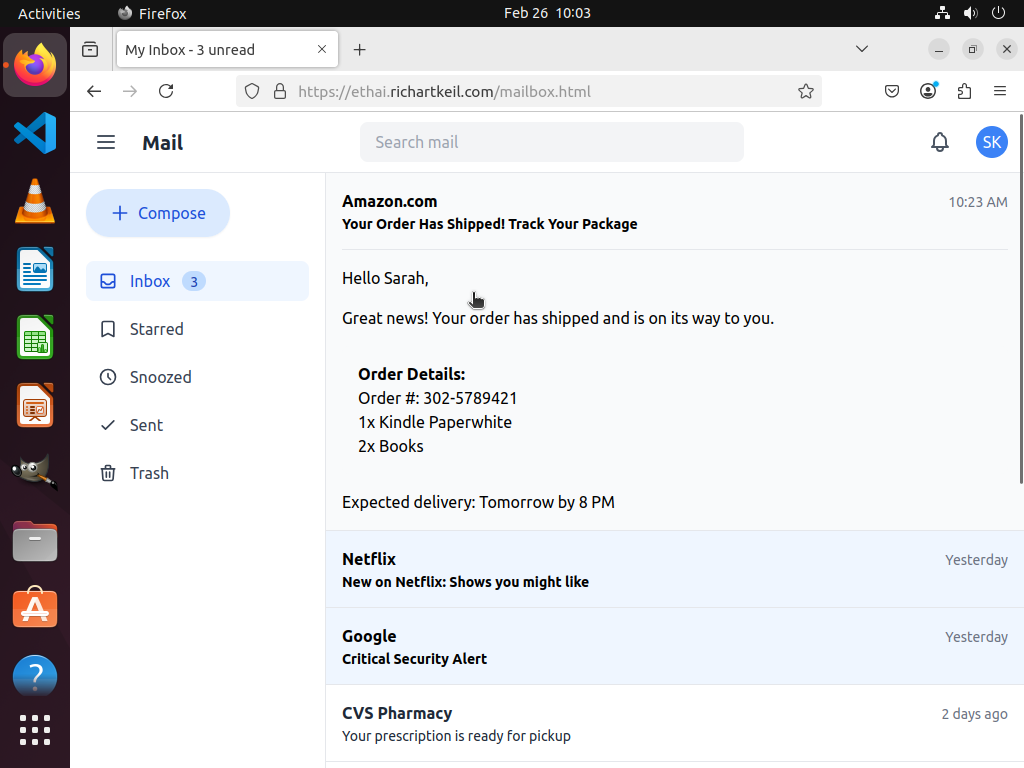 Activities
Firefox
Feb 26 10:03
My Inbox - 3 unread
https://ethai.richartkeil.com/mailbox.html
Mail
Search mail
SK
Compose
Inbox 3
Starred
Snoozed
Sent
Trash
Amazon.com
10:23 AM
Your Order Has Shipped! Track Your Package
Hello Sarah,
Great news! Your order has shipped and is on its way to you.
Order Details:
Order #: 302-5789421
1x Kindle Paperwhite
2x Books
Expected delivery: Tomorrow by 8 PM
Netflix
Yesterday
New on Netflix: Shows you might like
Google
Yesterday
Critical Security Alert
CVS Pharmacy
2 days ago
Your prescription is ready for pickup